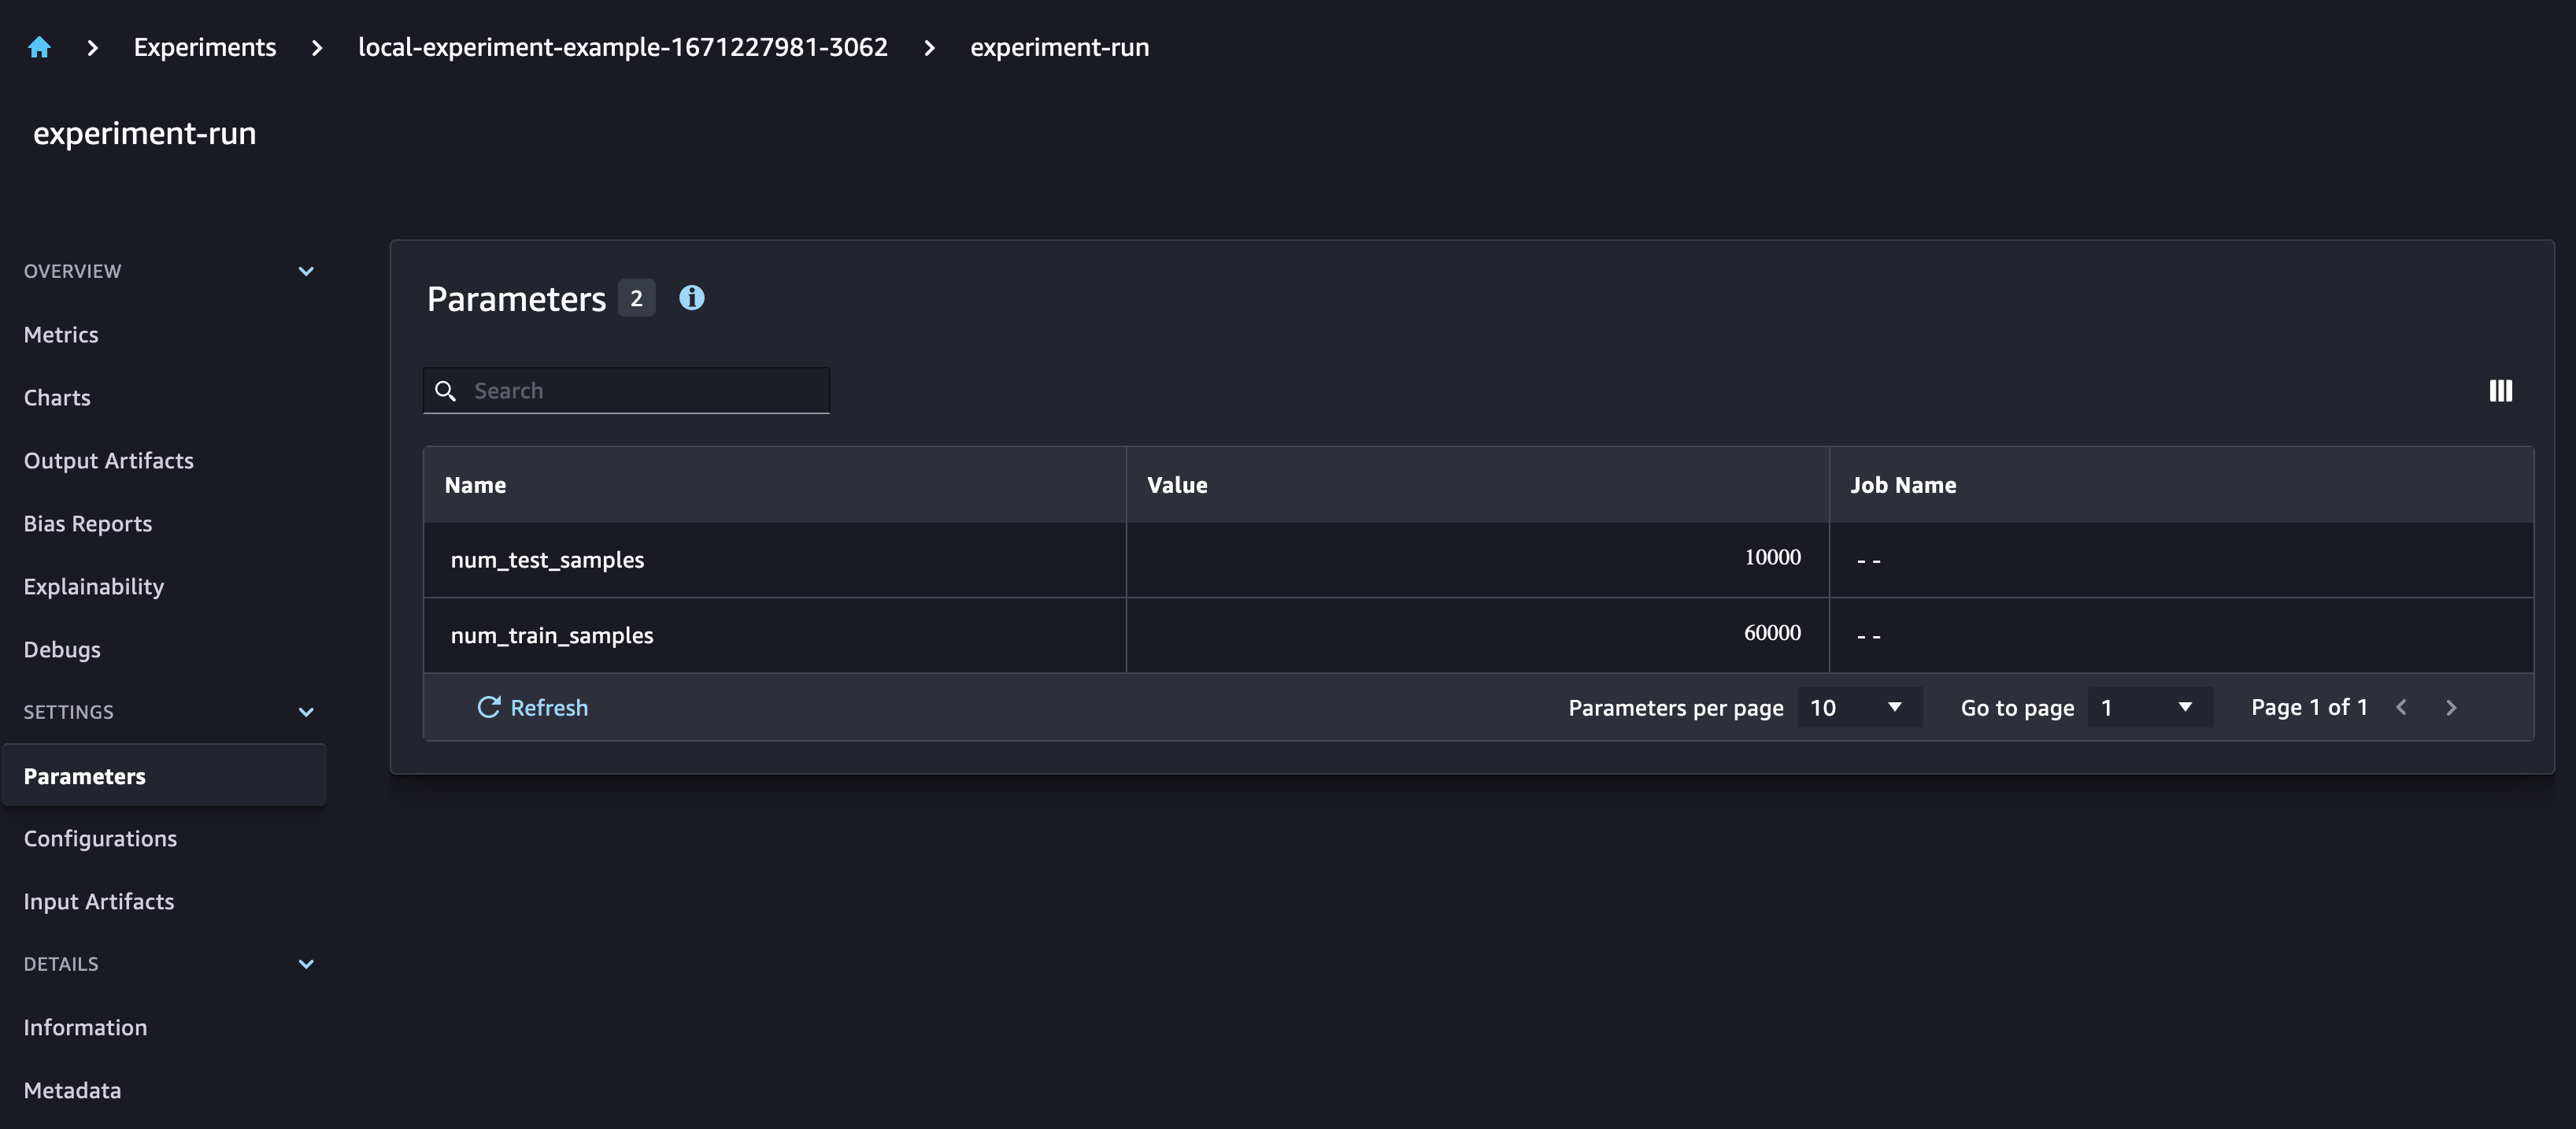 Experiments local-experiment-example-1671227981-3062 experiment-run
experiment-run
OVERVIEW
Metrics
Charts
Output Artifacts
Bias Reports
Explainability
Debugs
SETTINGS
Parameters
Configurations
Input Artifacts
DETAILS
Information
Metadata
Parameters 2
Search
Name Value Job Name
num_test_samples 10000 --
num_train_samples 60000 --
Refresh Parameters per page 10 Go to page 1 Page 1 of 1